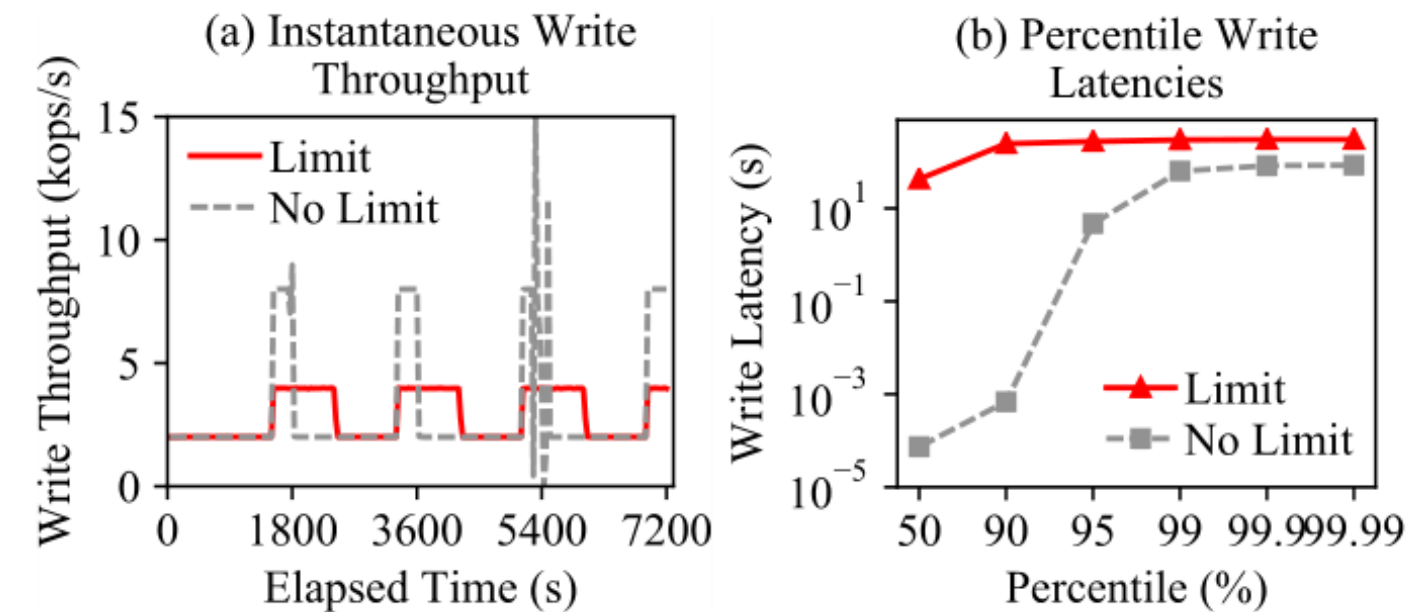 (a) Instantaneous Write
Throughput
Write Throughput (kops/s)
15
10
5
0
Limit
No Limit
0 1800 3600 5400 7200
Elapsed Time (s)
(b) Percentile Write
Latencies
Write Latency (s)
10^1
10^−1
10^−3
10^−5
Limit
No Limit
50 90 95 99 99.9 99.99
Percentile (%)